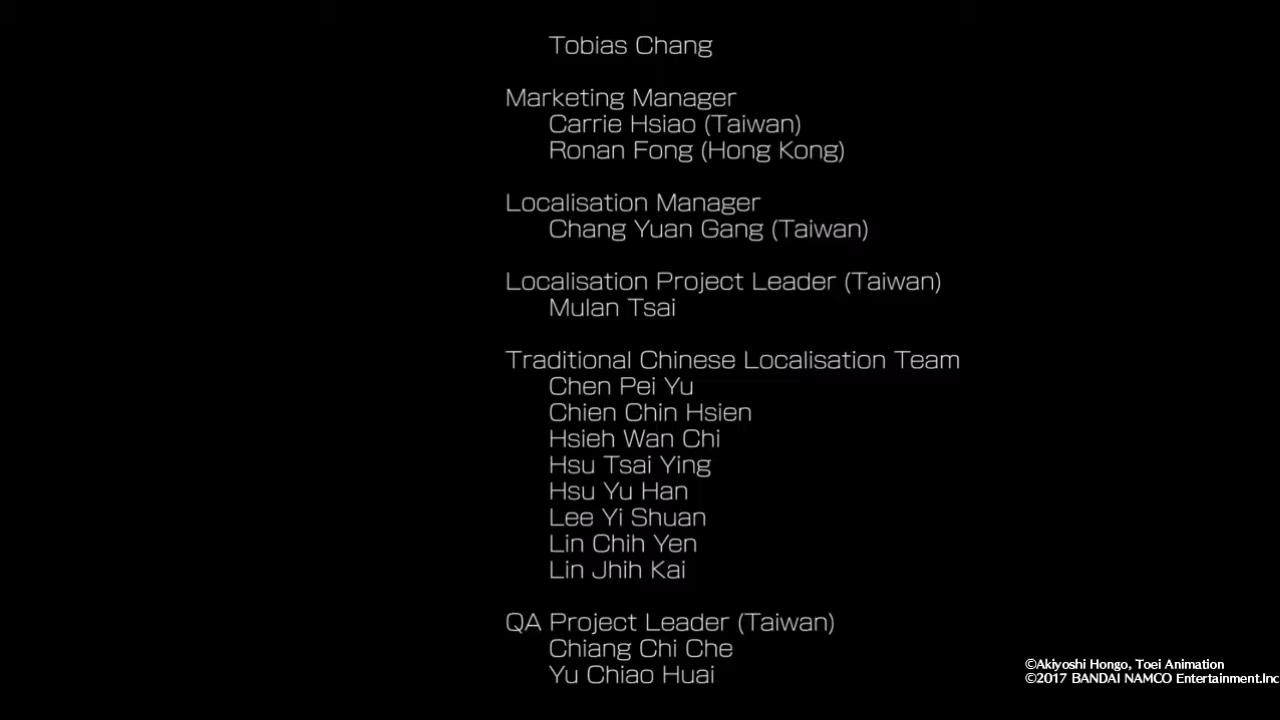 Tobias Chang
Marketing Manager
Carrie Hsiao (Taiwan)
Ronan Fong (Hong Kong)
Localisation Manager
Chang Yuan Gang (Taiwan)
Localisation Project Leader (Taiwan)
Mulan Tsai
Traditional Chinese Localisation Team
Chen Pei Yu
Chien Chin Hsien
Hsieh Wan Chi
Hsu Tsai Ying
Hsu Yu Han
Lee Yi Shuan
Lin Chih Yen
Lin Jhih Kai
QA Project Leader (Taiwan)
Chiang Chi Che
Yu Chiao Huai
©Akiyoshi Hongo, Toei Animation
©2017 BANDAI NAMCO Entertainment.Inc